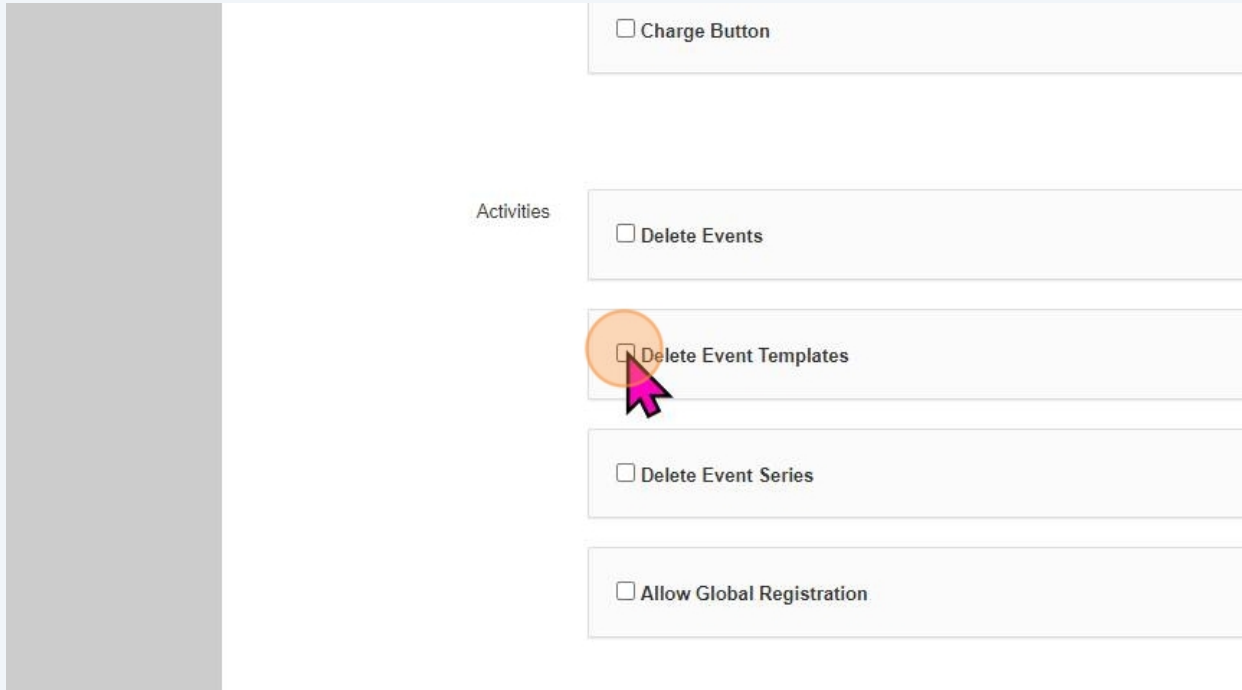 Charge Button
Activities
Delete Events
Delete Event Templates
Delete Event Series
Allow Global Registration